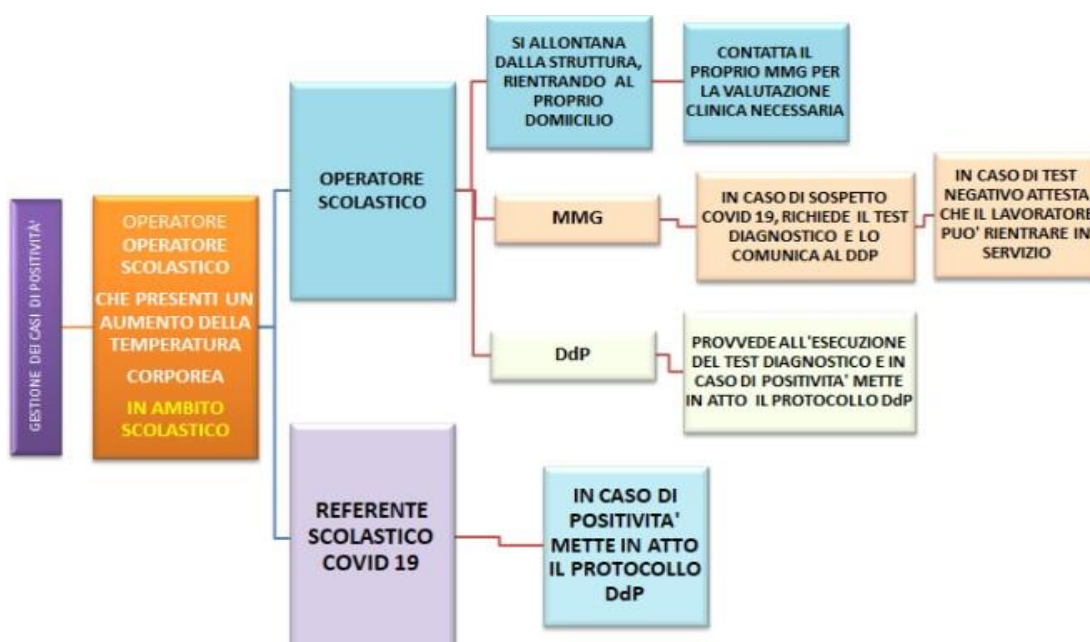 GESTIONE DEI CASI DI POSITIVITÀ'
OPERATORE
OPERATORE
SCOLASTICO
CHE PRESENTI UN
AUMENTO DELLA
TEMPERATURA
CORPOREA
IN AMBITO
SCOLASTICO
OPERATORE
SCOLASTICO
SI ALLONTANA
DALLA STRUTTURA,
RIENTRANDO AL
PROPRIO
DOMIICILIO
CONTATTA IL
PROPRIO MMG PER
LA VALUTAZIONE
CLINICA NECESSARIA
MMG
IN CASO DI SOSPETTO
COVID 19, RICHIEDE IL TEST
DIAGNOSTICO E LO
COMUNICA AL DDP
IN CASO DI TEST
NEGATIVO ATTESTA
CHE IL LAVORATORE
PUO' RIENTRARE IN
SERVIZIO
DdP
PROVVEDE ALL'ESECUZIONE
DEL TEST DIAGNOSTICO E IN
CASO DI POSITIVITA' METTE
IN ATTO IL PROTOCOLLO DdP
REFERENTE
SCOLASTICO
COVID 19
IN CASO DI
POSITIVITA'
METTE IN ATTO
IL PROTOCOLLO
DdP